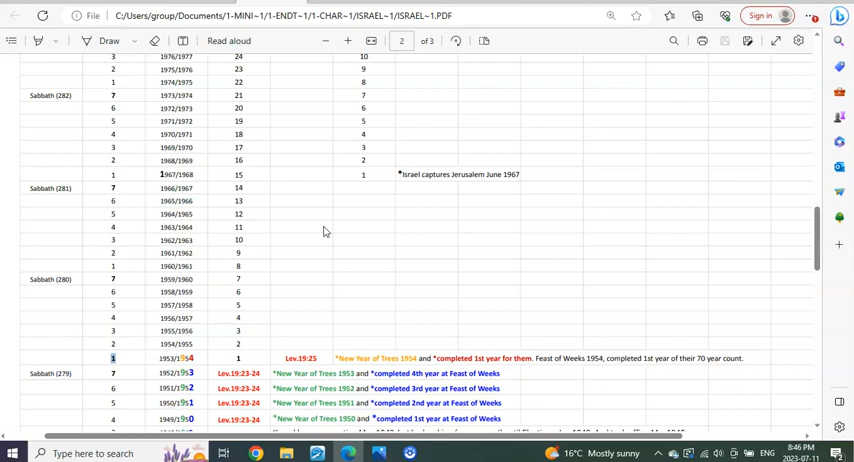 File C:/Users/group/Documents/1-MINI~1/1-ENDT~1/1-CHAR~1/ISRAEL~1/ISRAEL~1.PDF Sign in
Draw Read aloud 2 of 3
3 1976/1977 24 10
2 1975/1976 23 9
1 1974/1975 22 8
Sabbath (282) 7 1973/1974 21 7
6 1972/1973 20 6
5 1971/1972 19 5
4 1970/1971 18 4
3 1969/1970 17 3
2 1968/1969 16 2
1 1967/1968 15 1 *Israel captures Jerusalem June 1967
Sabbath (281) 7 1966/1967 14
6 1965/1966 13
5 1964/1965 12
4 1963/1964 11
3 1962/1963 10
2 1961/1962 9
1 1960/1961 8
Sabbath (280) 7 1959/1960 7
6 1958/1959 6
5 1957/1958 5
4 1956/1957 4
3 1955/1956 3
2 1954/1955 2
1 1953/1954 1 Lev.19:25 *New Year of Trees 1954 and *completed 1st year for them. Feast of Weeks 1954, completed 1st year of their 70 year count.
Sabbath (279) 7 1952/1953 Lev.19:23-24 *New Year of Trees 1953 and *completed 4th year at Feast of Weeks
6 1951/1952 Lev.19:23-24 *New Year of Trees 1952 and *completed 3rd year at Feast of Weeks
5 1950/1951 Lev.19:23-24 *New Year of Trees 1951 and *completed 2nd year at Feast of Weeks
4 1949/1950 Lev.19:23-24 *New Year of Trees 1950 and *completed 1st year at Feast of Weeks
Type here to search 16°C Mostly sunny ENG 8:46 PM
2023-07-11